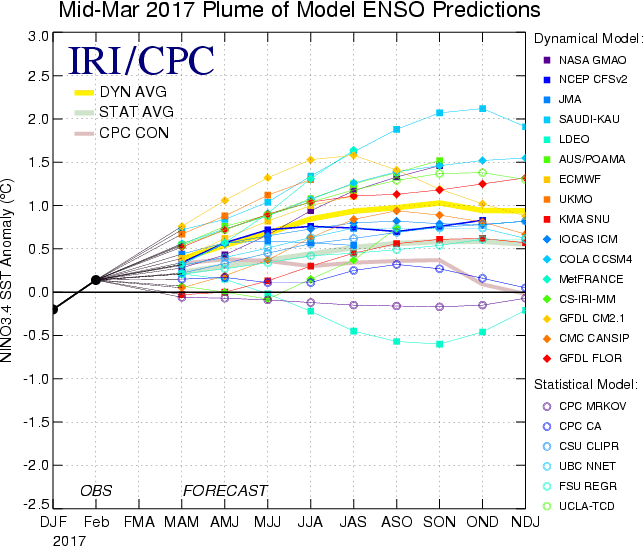 Mid-Mar 2017 Plume of Model ENSO Predictions
NINO3.4 SST Anomaly (ºC)
3.0
2.5
2.0
1.5
1.0
0.5
0.0
-0.5
-1.0
-1.5
-2.0
-2.5
IRI/CPC
DYN AVG
STAT AVG
CPC CON
OBS FORECAST
DJF Feb FMA MAM AMJ MJJ JJA JAS ASO SON OND NDJ
2017
Dynamical Model:
NASA GMAO
NCEP CFSv2
JMA
SAUDI-KAU
LDEO
AUS/POAMA
ECMWF
UKMO
KMA SNU
IOCAS ICM
COLA CCSM4
MetFRANCE
CS-IRI-MM
GFDL CM2.1
CMC CANSIP
GFDL FLOR
Statistical Model:
CPC MRKOV
CPC CA
CSU CLIPR
UBC NNET
FSU REGR
UCLA-TCD